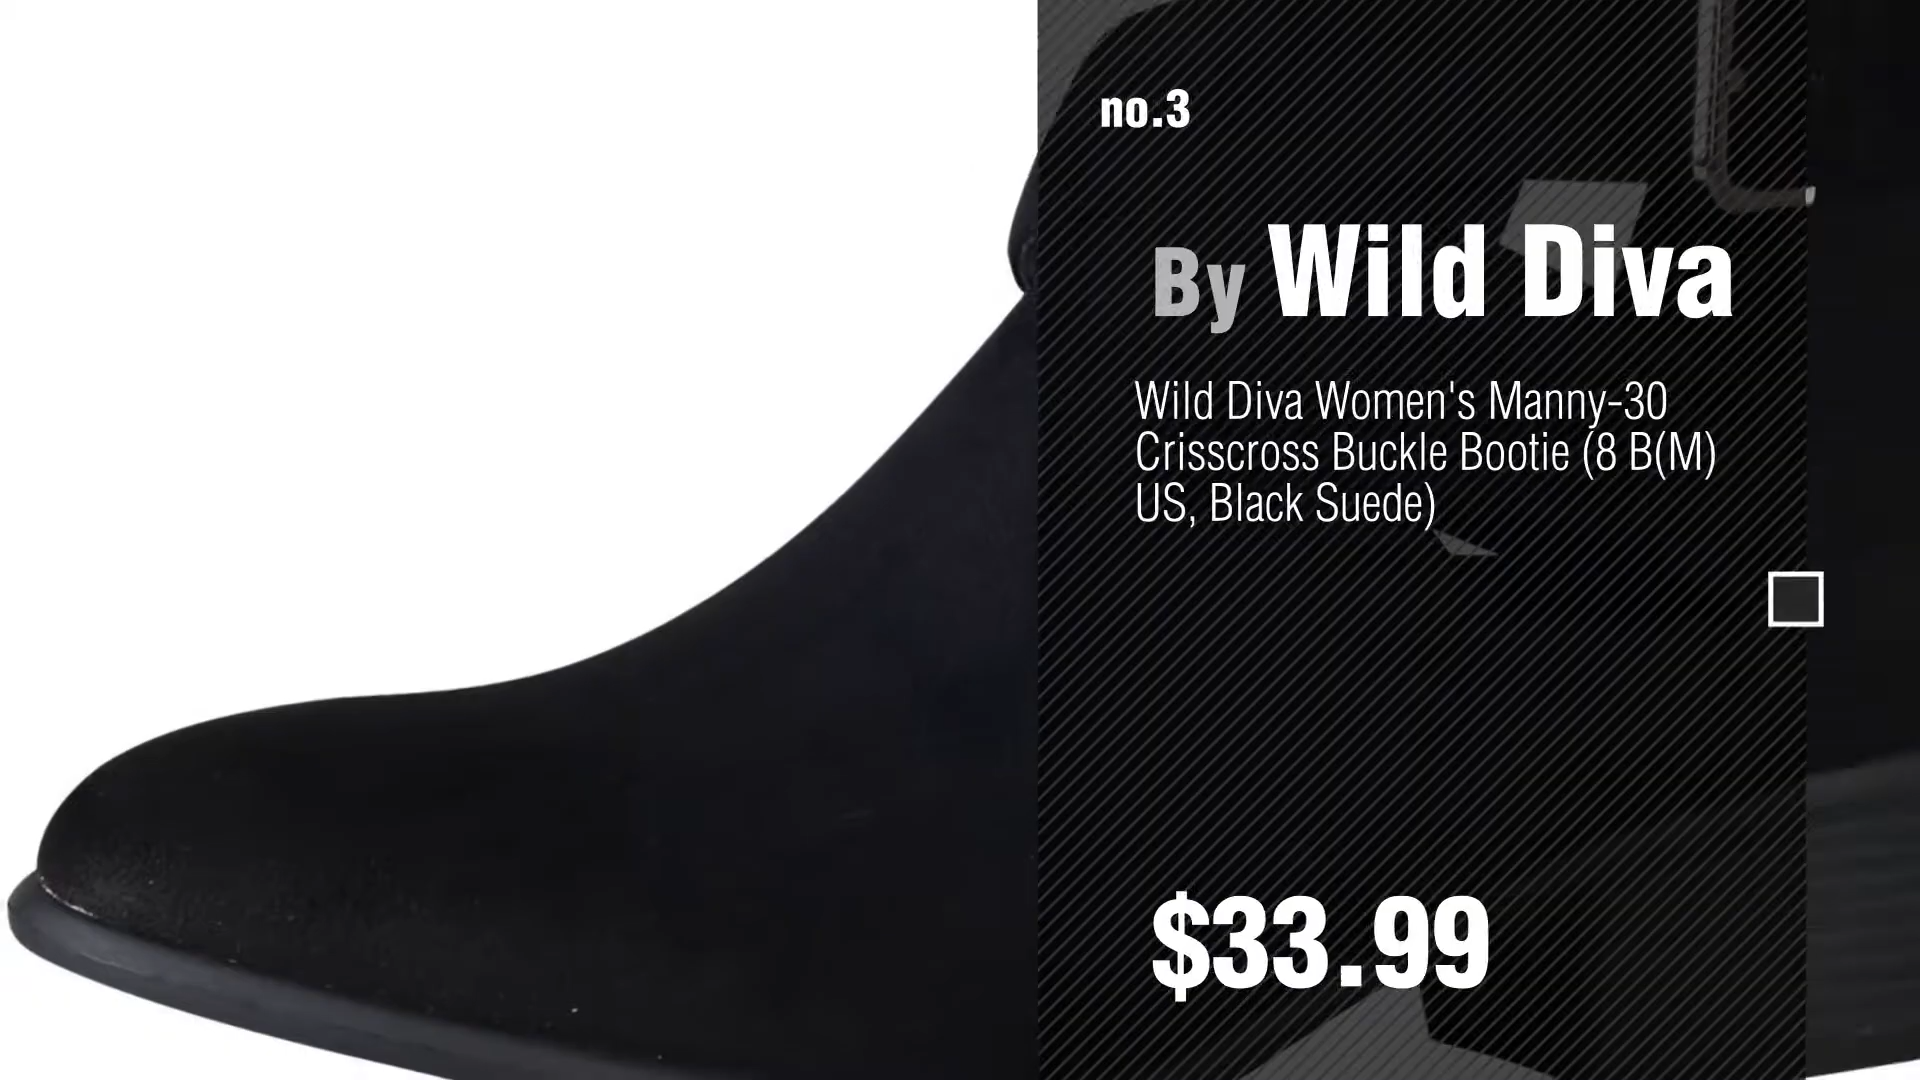 no.3
By Wild Diva
Wild Diva Women's Manny-30
Crisscross Buckle Bootie (8 B(M)
US, Black Suede)
$33.99